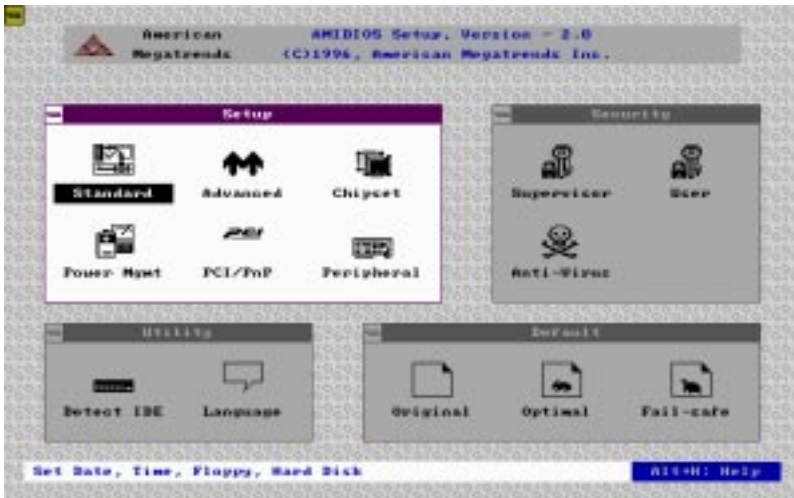 American Megatrends
AMIBIOS Setup, Version - 2.0
(C)1996, American Megatrends Inc.
Setup
Standard
Advanced
Chipset
Power Mgmt
PCI
PCI/PnP
Peripheral
Security
Supervisor
User
Anti-Virus
Utility
Detect IDE
Language
Default
Original
Optimal
Fail-safe
Set Date, Time, Floppy, Hard Disk
Alt+H: Help